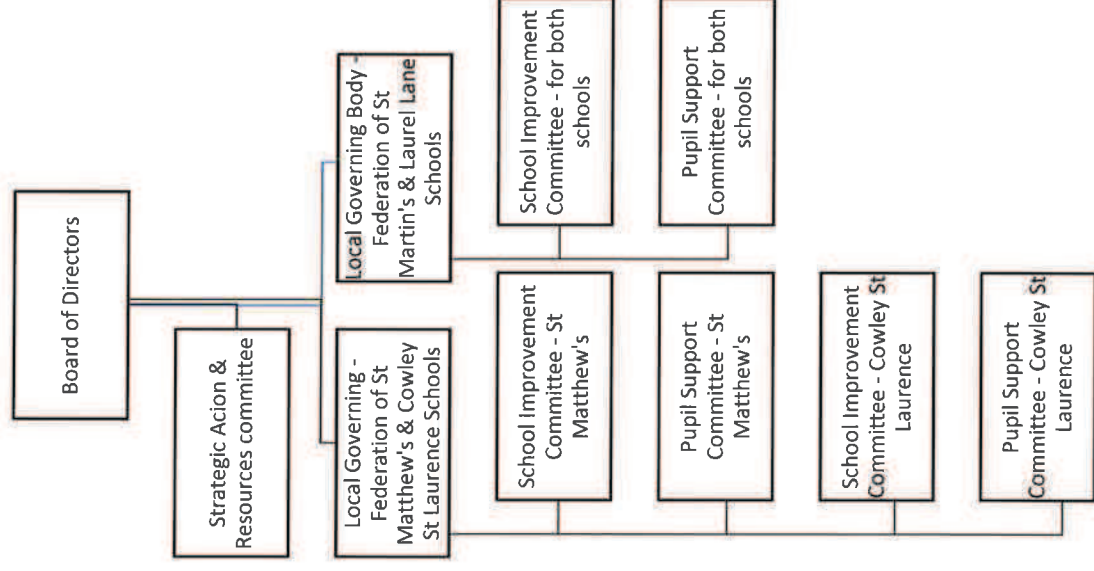 Board of Directors
Strategic Acion &
Resources committee
Local Governing -
Federation of St
Matthew's & Cowley
St Laurence Schools
Local Governing Body -
Federation of St
Martin's & Laurel Lane
Schools
School Improvement
Committee - St
Matthew's
Pupil Support
Committee - St
Matthew's
School Improvement
Committee - Cowley St
Laurence
Pupil Support
Committee - Cowley St
Laurence
School Improvement
Committee - for both
schools
Pupil Support
Committee - for both
schools